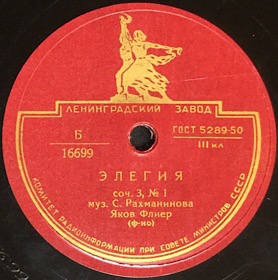 ЛЕНИНГРАДСКИЙ ЗАВОД
Б
16699
ГОСТ 5289-50
III кл
ЭЛЕГИЯ
соч. 3, № 1
муз. С. Рахманинова
Яков Флиер
(ф-но)
КОМИТЕТ РАДИОИНФОРМАЦИИ ПРИ СОВЕТЕ МИНИСТРОВ СССР